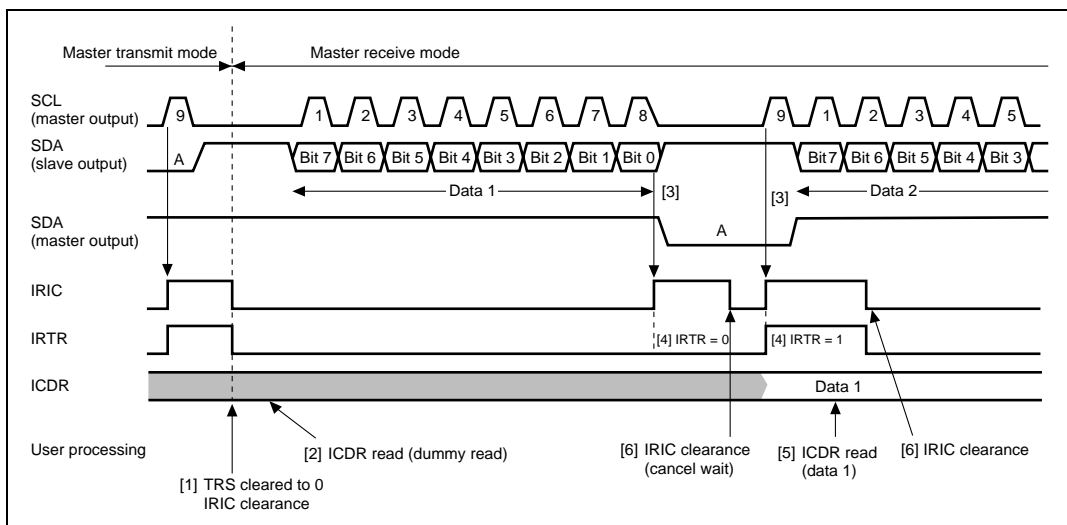 Master transmit mode
Master receive mode
SCL
(master output)
9
1
2
3
4
5
6
7
8
9
1
2
3
4
5
SDA
(slave output)
A
Bit 7
Bit 6
Bit 5
Bit 4
Bit 3
Bit 2
Bit 1
Bit 0
Bit7
Bit 6
Bit 5
Bit 4
Bit 3
Data 1
[3]
[3]
Data 2
SDA
(master output)
A
IRIC
IRTR
[4] IRTR = 0
[4] IRTR = 1
ICDR
Data 1
User processing
[2] ICDR read (dummy read)
[6] IRIC clearance
(cancel wait)
[5] ICDR read
(data 1)
[6] IRIC clearance
[1] TRS cleared to 0
IRIC clearance